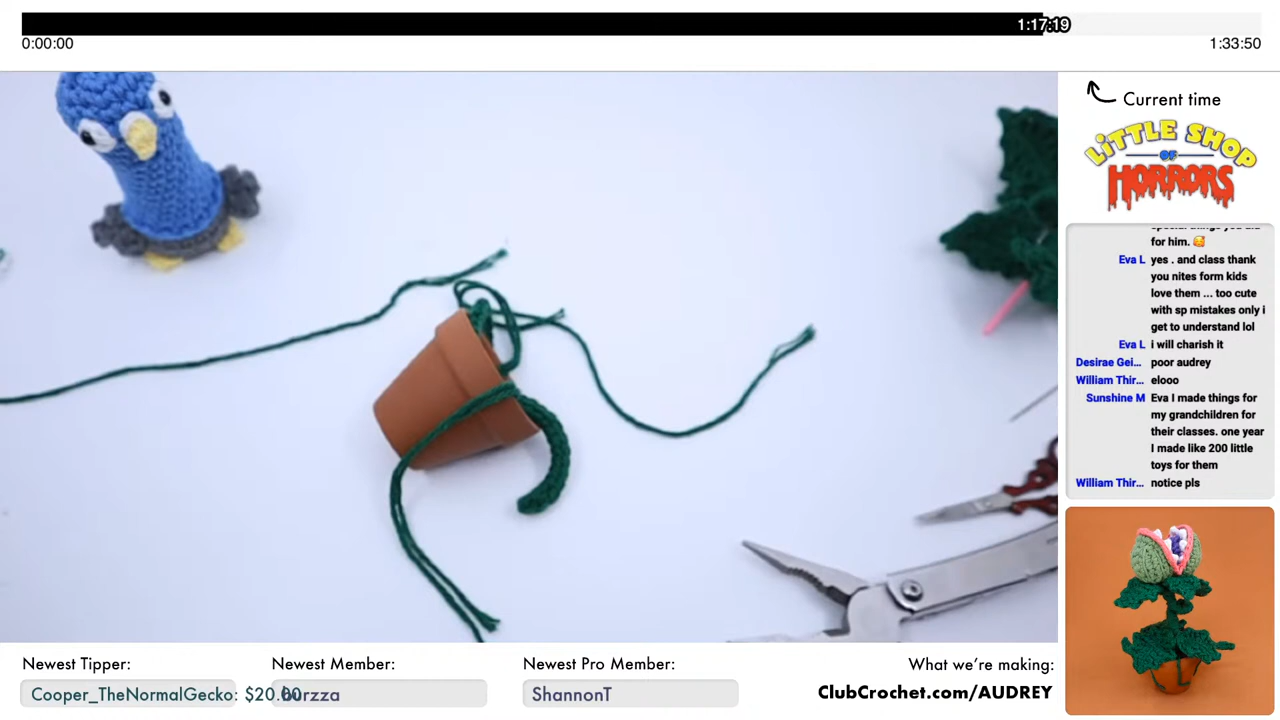 1:17:19
0:00:00
1:33:50
Current time
LiTTLE SHOP
OF
HORRORS
for him. 🥰
Eva L yes . and class thank
you nites form kids
love them ... too cute
with sp mistakes only i
get to understand lol
Eva L i will charish it
Desirae Gei... poor audrey
William Thir... elooo
Sunshine M Eva I made things for
my grandchildren for
their classes. one year
I made like 200 little
toys for them
William Thir... notice pls
Newest Tipper:
Newest Member:
Newest Pro Member:
What we're making:
Cooper_TheNormalGecko: $20.00
ShannonT
ClubCrochet.com/AUDREY